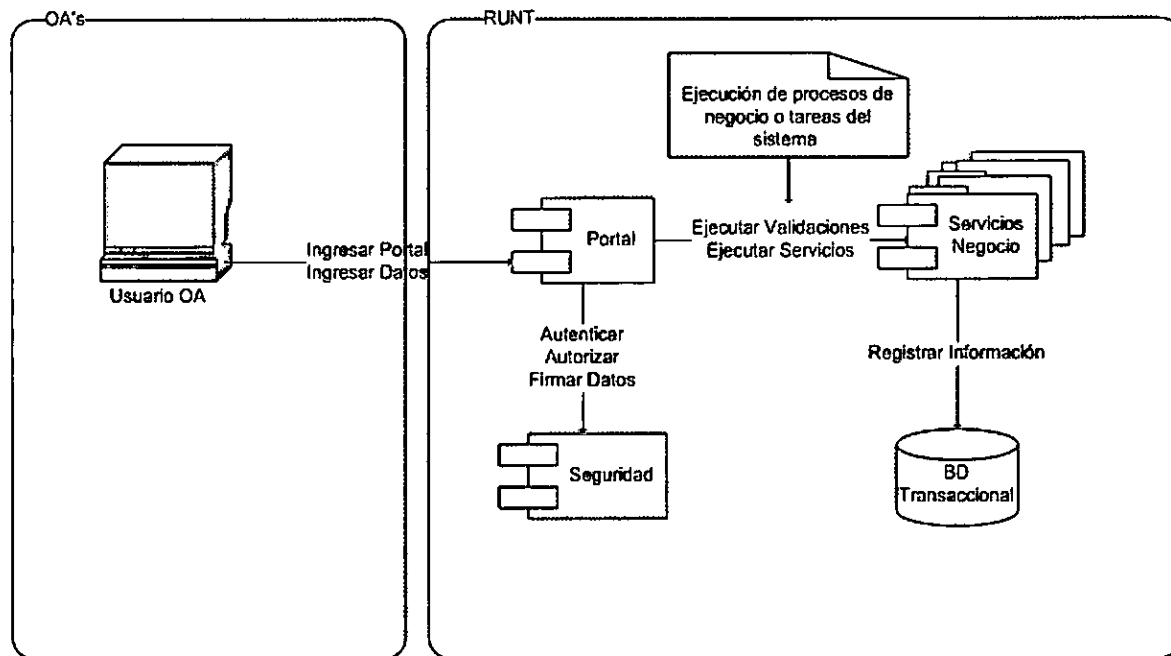 OA's
RUNT
Ejecución de procesos de
negocio o tareas del
sistema
Ingresar Portal
Ingresar Datos
Usuario OA
Portal
Ejecutar Validaciones
Ejecutar Servicios
Servicios
Negocio
Autenticar
Autorizar
Firmar Datos
Registrar Información
Seguridad
BD
Transaccional